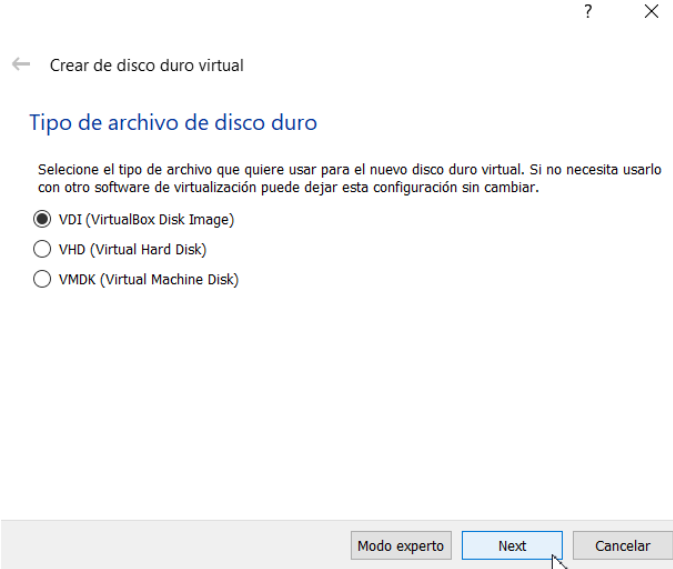 ?
Crear de disco duro virtual
Tipo de archivo de disco duro
Selecione el tipo de archivo que quiere usar para el nuevo disco duro virtual. Si no necesita usarlo
con otro software de virtualización puede dejar esta configuración sin cambiar.
VDI (VirtualBox Disk Image)
VHD (Virtual Hard Disk)
VMDK (Virtual Machine Disk)
Modo experto Next Cancelar